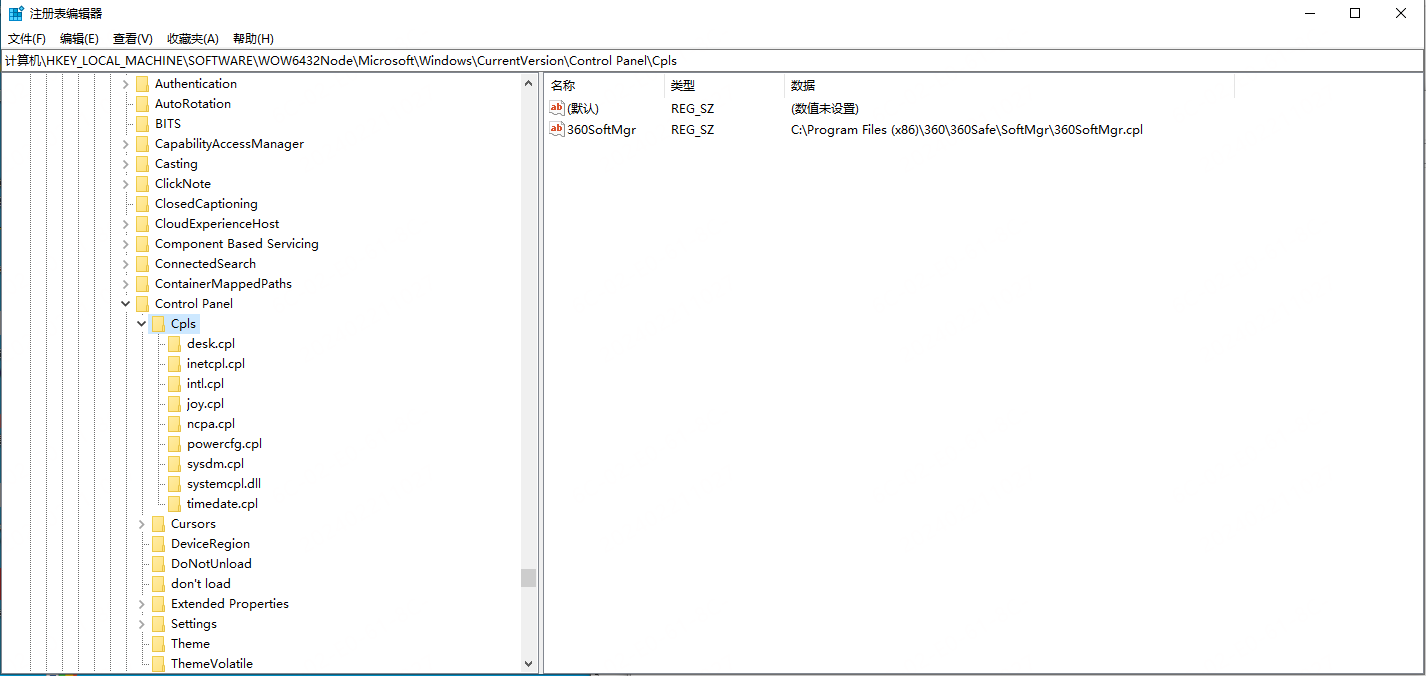 注册表编辑器
文件(F) 编辑(E) 查看(V) 收藏夹(A) 帮助(H)
计算机\HKEY_LOCAL_MACHINE\SOFTWARE\WOW6432Node\Microsoft\Windows\CurrentVersion\Control Panel\Cpls
Authentication
AutoRotation
BITS
CapabilityAccessManager
Casting
ClickNote
ClosedCaptioning
CloudExperienceHost
Component Based Servicing
ConnectedSearch
ContainerMappedPaths
Control Panel
Cpls
desk.cpl
inetcpl.cpl
intl.cpl
joy.cpl
ncpa.cpl
powercfg.cpl
sysdm.cpl
systemcpl.dll
timedate.cpl
Cursors
DeviceRegion
DoNotUnload
don't load
Extended Properties
Settings
Theme
ThemeVolatile
名称 类型 数据
ab (默认) REG_SZ (数值未设置)
ab 360SoftMgr REG_SZ C:\Program Files (x86)\360\360Safe\SoftMgr\360SoftMgr.cpl